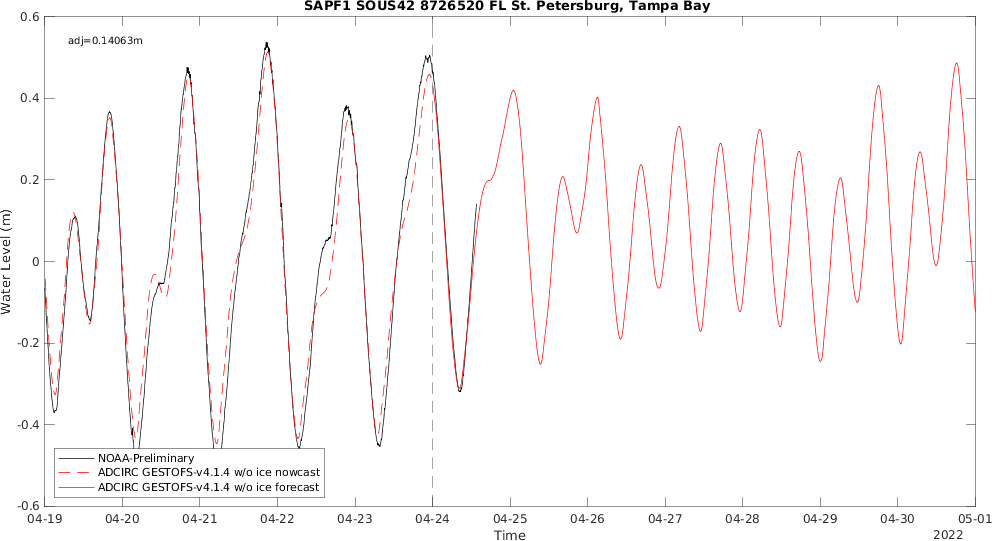 SAPF1 SOUS42 8726520 FL St. Petersburg, Tampa Bay
adj=0.14063m
0.6
0.4
0.2
0
-0.2
-0.4
-0.6
Water Level (m)
NOAA-Preliminary
ADCIRC GESTOFS-v4.1.4 w/o ice nowcast
ADCIRC GESTOFS-v4.1.4 w/o ice forecast
04-19 04-20 04-21 04-22 04-23 04-24 04-25 04-26 04-27 04-28 04-29 04-30 05-01
Time
2022